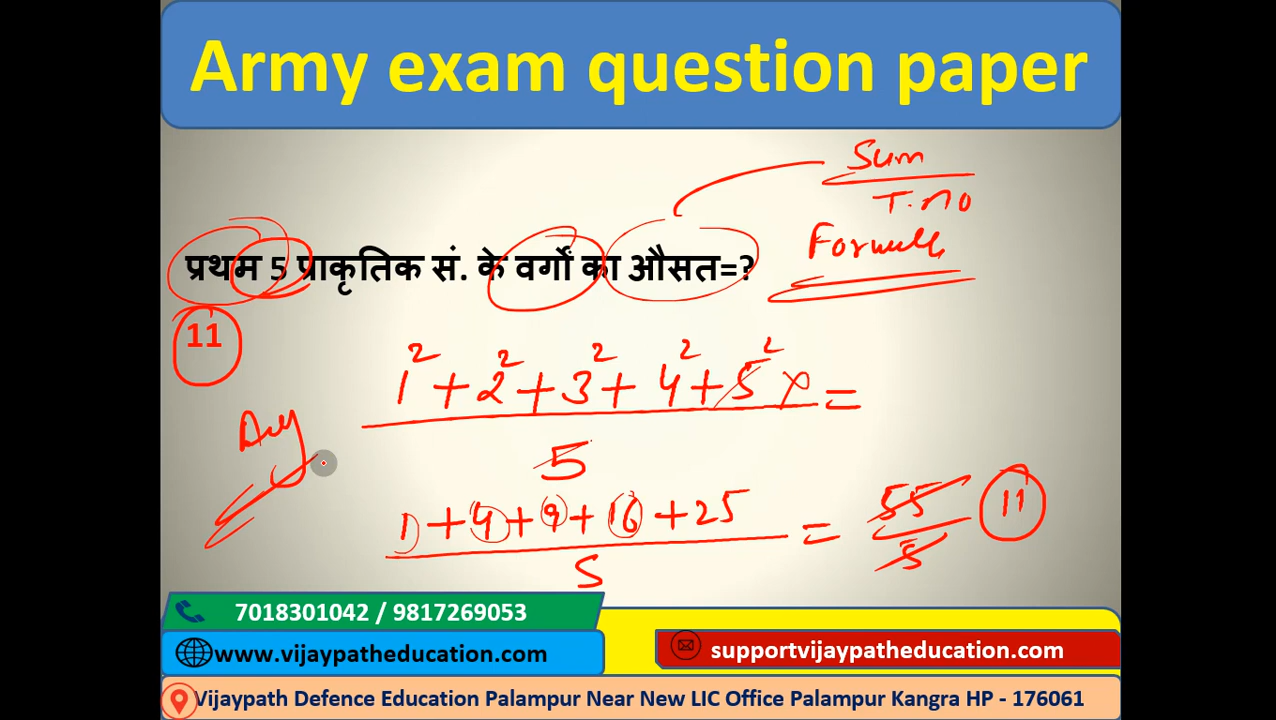 Army exam question paper
Sum
T. no
Formula
प्रथम 5 प्राकृतिक सं. के वर्गों का औसत=?
11
1² + 2² + 3² + 4² + 5² =
5
1 + 4 + 9 + 16 + 25 = 55 11
5 5
7018301042 / 9817269053
www.vijaypatheducation.com
supportvijaypatheducation.com
Vijaypath Defence Education Palampur Near New LIC Office Palampur Kangra HP - 176061